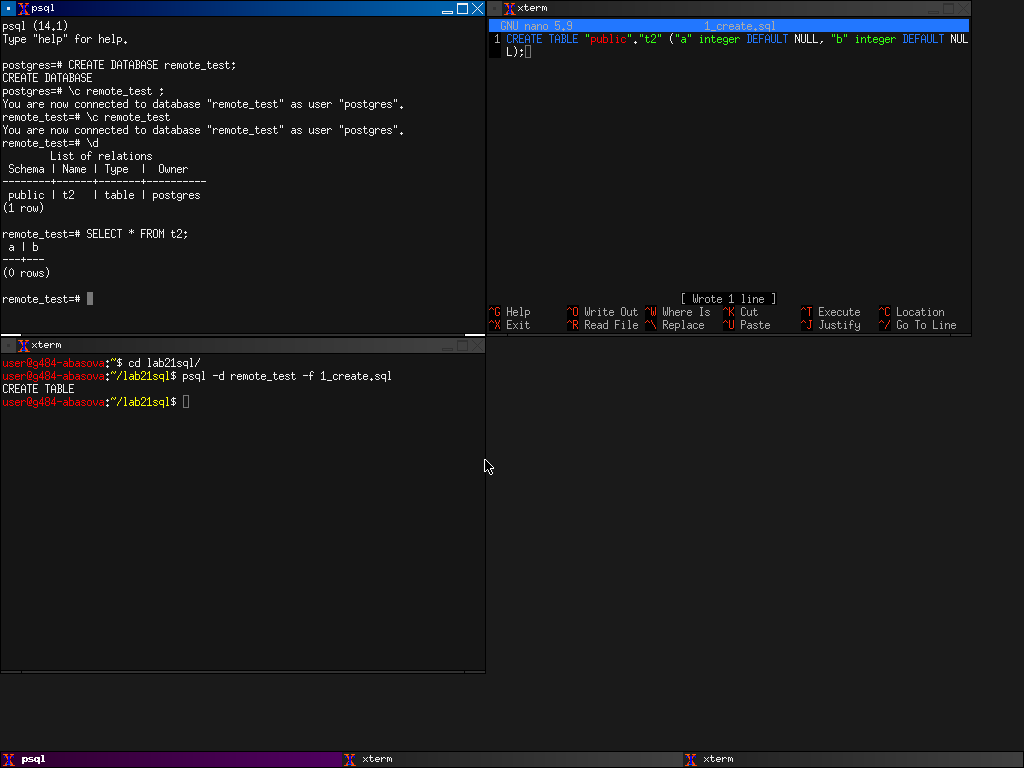 psql
psql (14.1)
Type "help" for help.
postgres=# CREATE DATABASE remote_test;
CREATE DATABASE
postgres=# \c remote_test ;
You are now connected to database "remote_test" as user "postgres".
remote_test=# \c remote_test
You are now connected to database "remote_test" as user "postgres".
remote_test=# \d
List of relations
Schema | Name | Type | Owner
--------+------+-------+----------
public | t2 | table | postgres
(1 row)
remote_test=# SELECT * FROM t2;
a | b
---+---
(0 rows)
remote_test=#
xterm
GNU nano 5.9 1_create.sql
1 CREATE TABLE "public"."t2" ("a" integer DEFAULT NULL, "b" integer DEFAULT NUL
L);
[ Wrote 1 line ]
^G Help ^O Write Out ^W Where Is ^K Cut ^T Execute ^C Location
^X Exit ^R Read File ^\ Replace ^U Paste ^J Justify ^/ Go To Line
xterm
user@g484-abasova:~$ cd lab21sql/
user@g484-abasova:~/lab21sql$ psql -d remote_test -f 1_create.sql
CREATE TABLE
user@g484-abasova:~/lab21sql$
psql xterm xterm